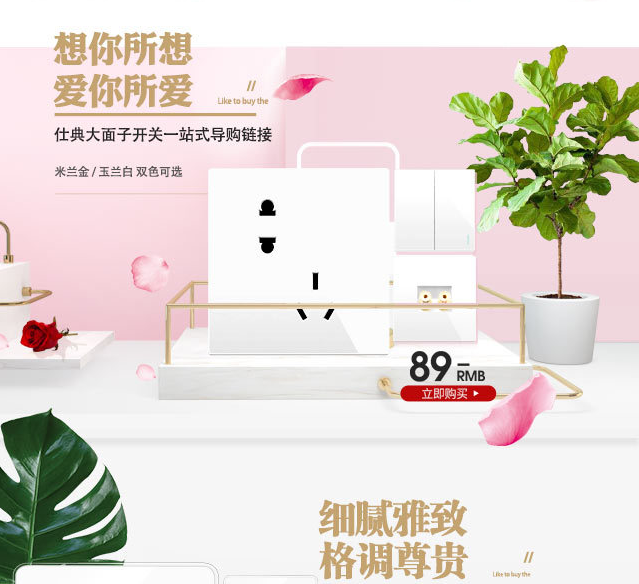 想你所想
爱你所爱
//
Like to buy the
仕典大面子开关一站式导购链接
米兰金 / 玉兰白 双色可选
89
RMB
立即购买
细腻雅致
格调尊贵
//
Like to buy the